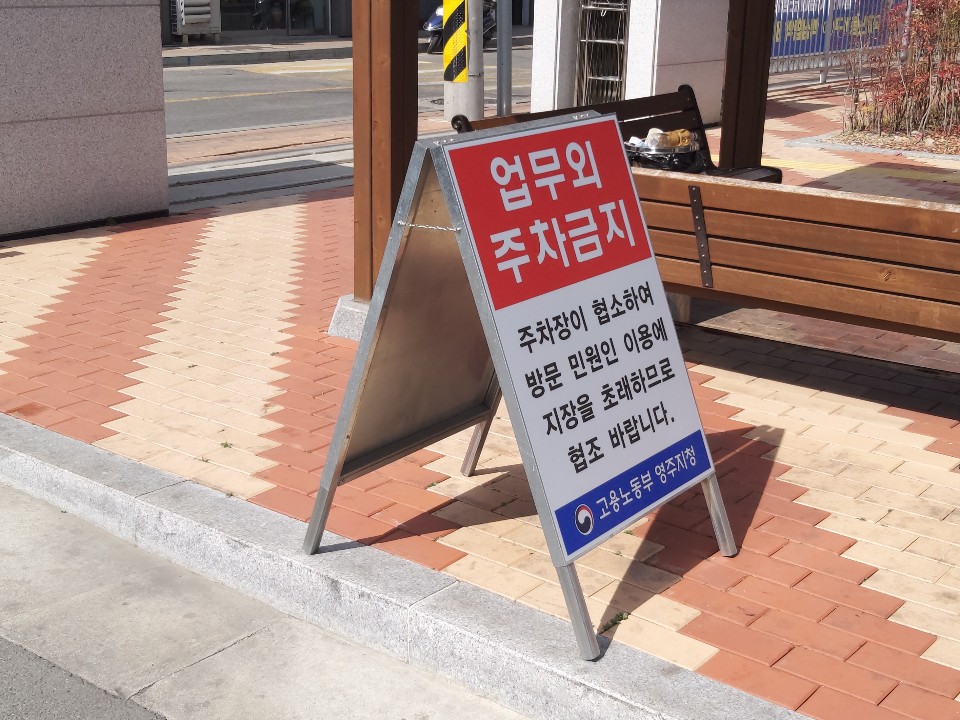 업무외
주차금지
주차장이 협소하여
방문 민원인 이용에
지장을 초래하므로
협조 바랍니다.
고용노동부 영주지청